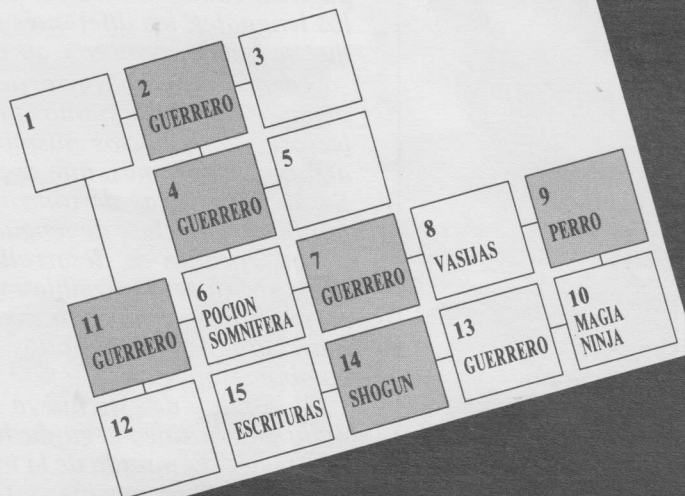 1
2
GUERRERO
3
4
GUERRERO
5
6
POCION
SOMNIFERA
7
GUERRERO
8
VASIJAS
9
PERRO
10
MAGIA
NINJA
11
GUERRERO
12
13
GUERRERO
14
SHOGUN
15
ESCRITURAS